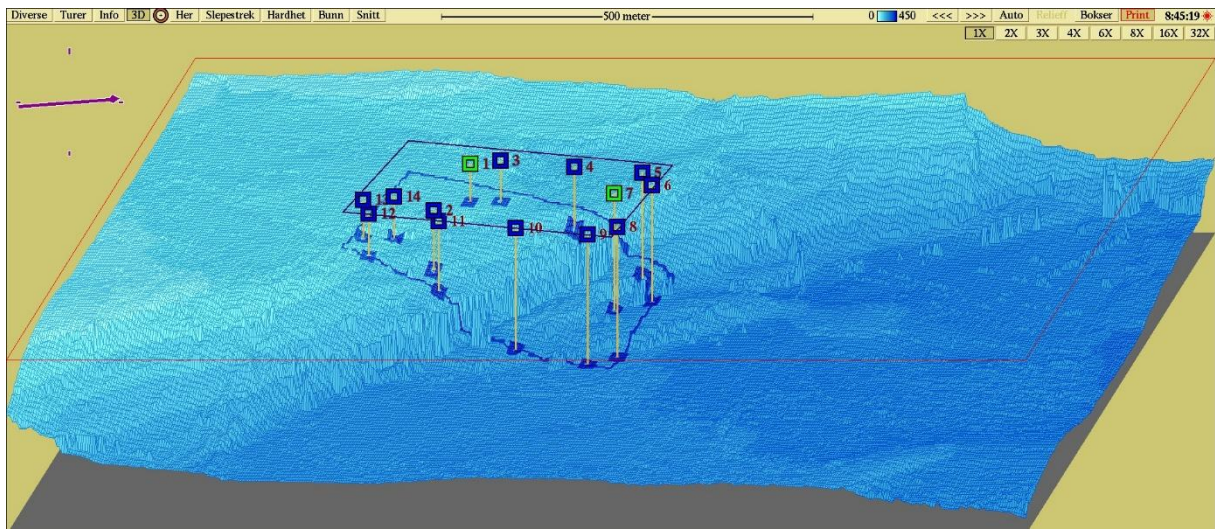 Diverse Turer Info 3D Her Slepestrek Hardhet Bunn Snitt 500 meter 0 450 <<< >>> Auto Relieff Bokser Print 8:45:19
1X 2X 3X 4X 6X 8X 16X 32X
1 3 4 5
6
13 14 7
12 2
11 10 9 8